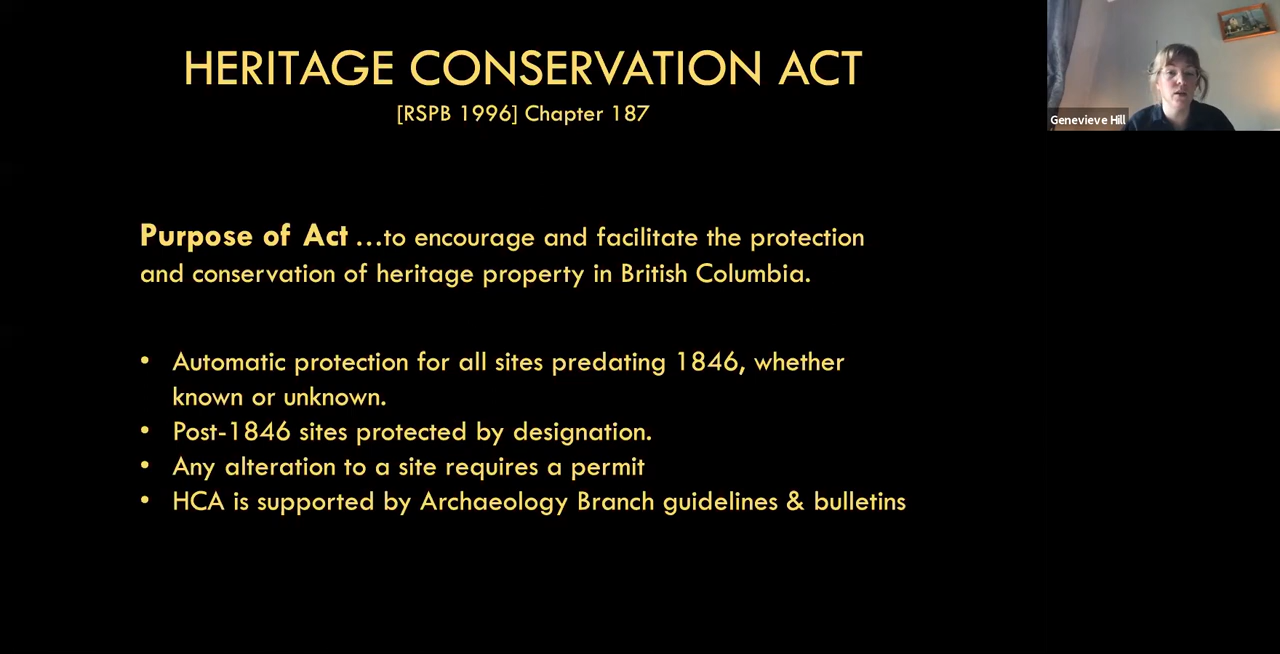 HERITAGE CONSERVATION ACT
[RSPB 1996] Chapter 187
Genevieve Hill
Purpose of Act ...to encourage and facilitate the protection
and conservation of heritage property in British Columbia.
• Automatic protection for all sites predating 1846, whether
known or unknown.
• Post-1846 sites protected by designation.
• Any alteration to a site requires a permit
• HCA is supported by Archaeology Branch guidelines & bulletins